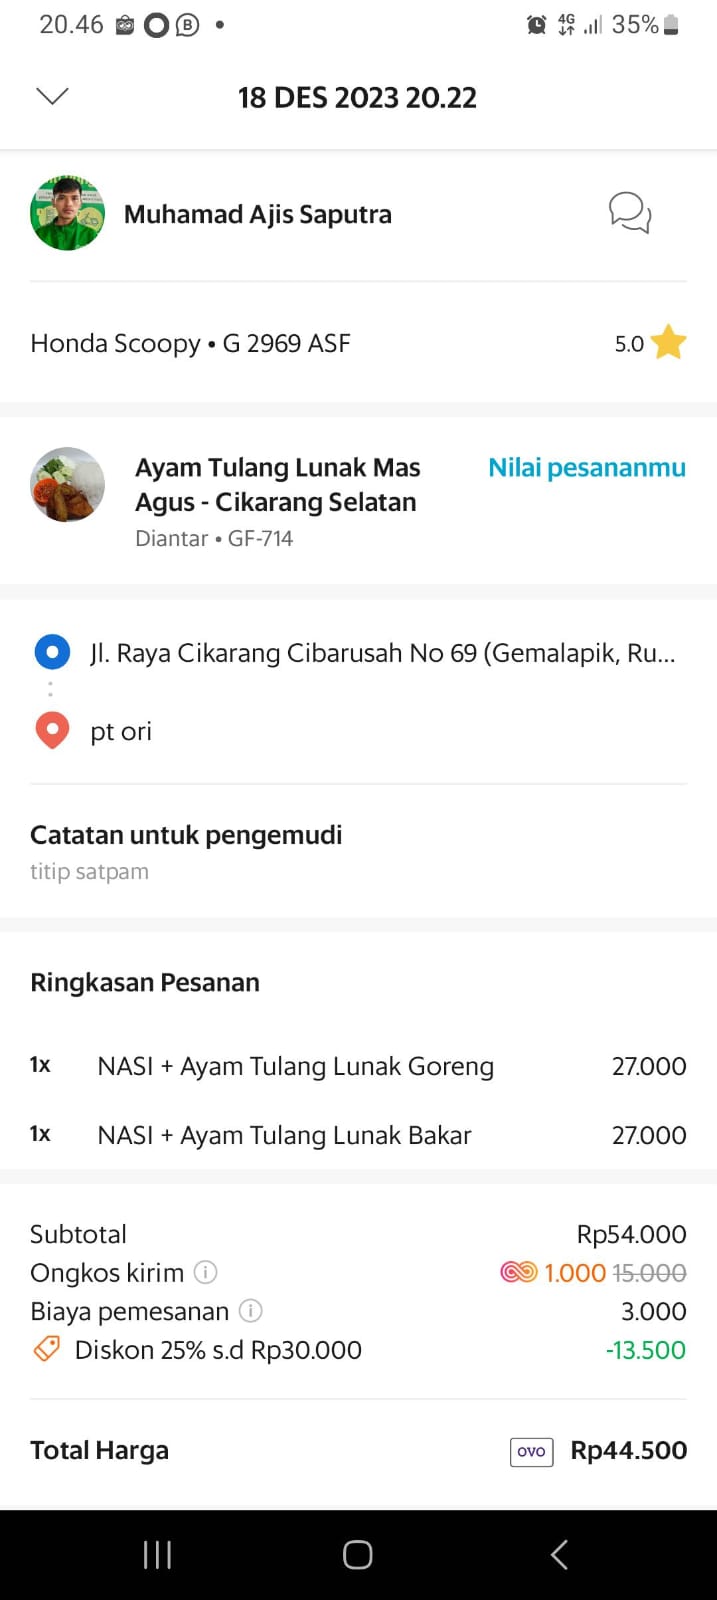 20.46
4G
35%
18 DES 2023 20.22
Muhamad Ajis Saputra
Honda Scoopy • G 2969 ASF
5.0
Ayam Tulang Lunak Mas
Agus - Cikarang Selatan
Nilai pesananmu
Diantar • GF-714
Jl. Raya Cikarang Cibarusah No 69 (Gemalapik, Ru...
pt ori
Catatan untuk pengemudi
titip satpam
Ringkasan Pesanan
1x NASI + Ayam Tulang Lunak Goreng 27.000
1x NASI + Ayam Tulang Lunak Bakar 27.000
Subtotal Rp54.000
Ongkos kirim 1.000 15.000
Biaya pemesanan 3.000
Diskon 25% s.d Rp30.000 -13.500
Total Harga OVO Rp44.500